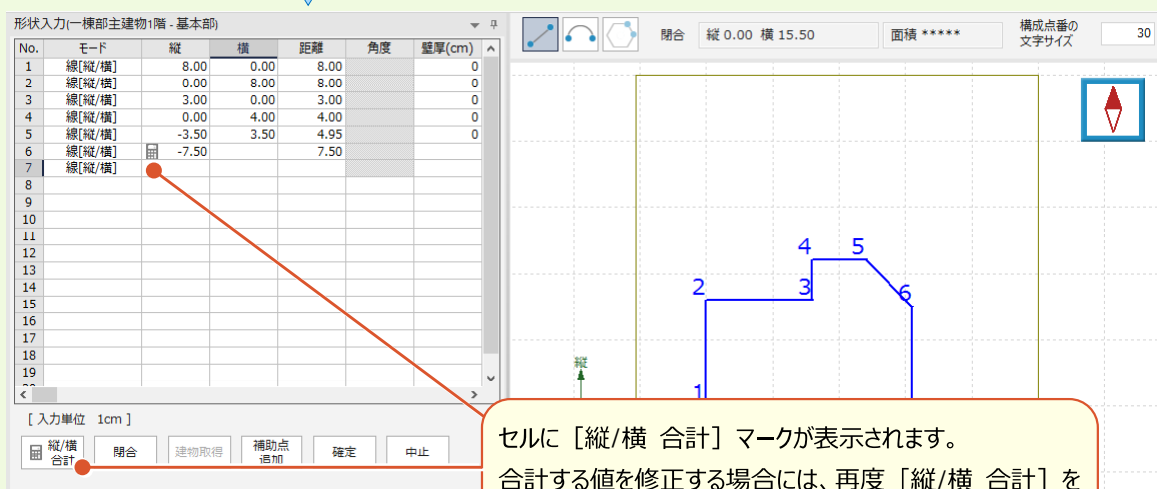 形状入力(一棟部主建物1階 - 基本部)
No. モード 縦 横 距離 角度 壁厚(cm)
1 線[縦/横] 8.00 0.00 8.00 0
2 線[縦/横] 0.00 8.00 8.00 0
3 線[縦/横] 3.00 0.00 3.00 0
4 線[縦/横] 0.00 4.00 4.00 0
5 線[縦/横] -3.50 3.50 4.95 0
6 線[縦/横] -7.50 7.50
7 線[縦/横]
8
9
10
11
12
13
14
15
16
17
18
19
[ 入力単位 1cm ]
縦/横
合計
閉合
建物取得
補助点
追加
確定
中止
閉合 縦 0.00 横 15.50 面積 *****
構成点番の
文字サイズ
30
4 5
2 3 6
縦
1
セルに［縦/横 合計］マークが表示されます。
合計する値を修正する場合には、再度［縦/横 合計］を